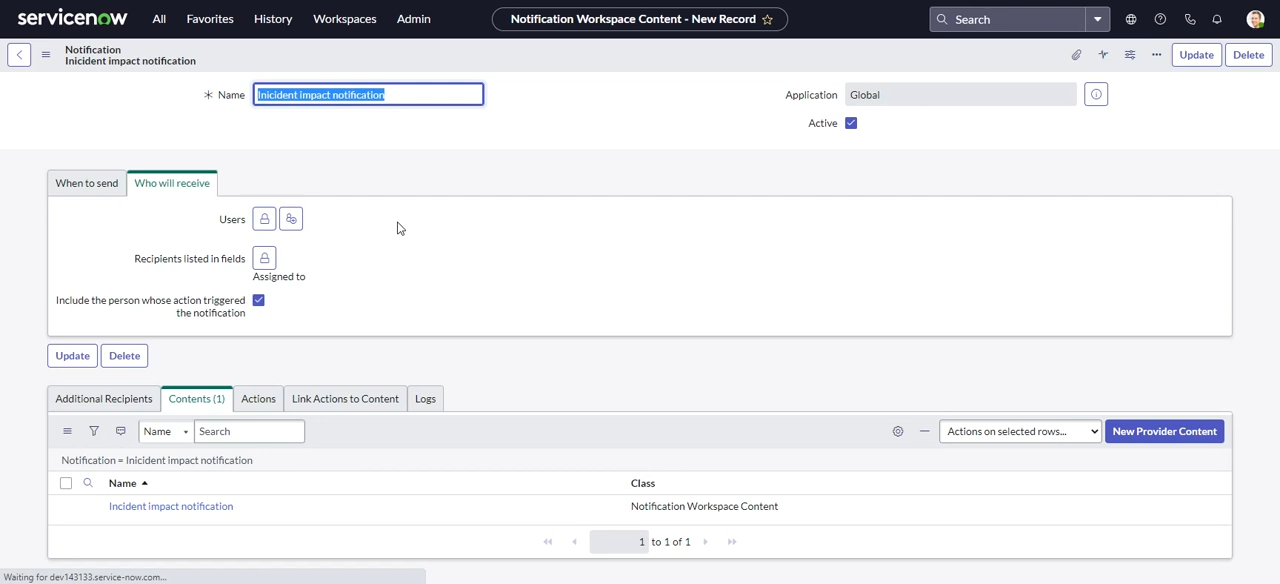 servicenow All Favorites History Workspaces Admin Notification Workspace Content - New Record Search
Notification
Inicident impact notification
Update Delete
Name Inicident impact notification Application Global
Active
When to send Who will receive
Users
Recipients listed in fields
Assigned to
Include the person whose action triggered
the notification
Update Delete
Additional Recipients Contents (1) Actions Link Actions to Content Logs
Name Search Actions on selected rows... New Provider Content
Notification = Inicident impact notification
Name Class
Incident impact notification Notification Workspace Content
1 to 1 of 1
Waiting for dev143133.service-now.com...